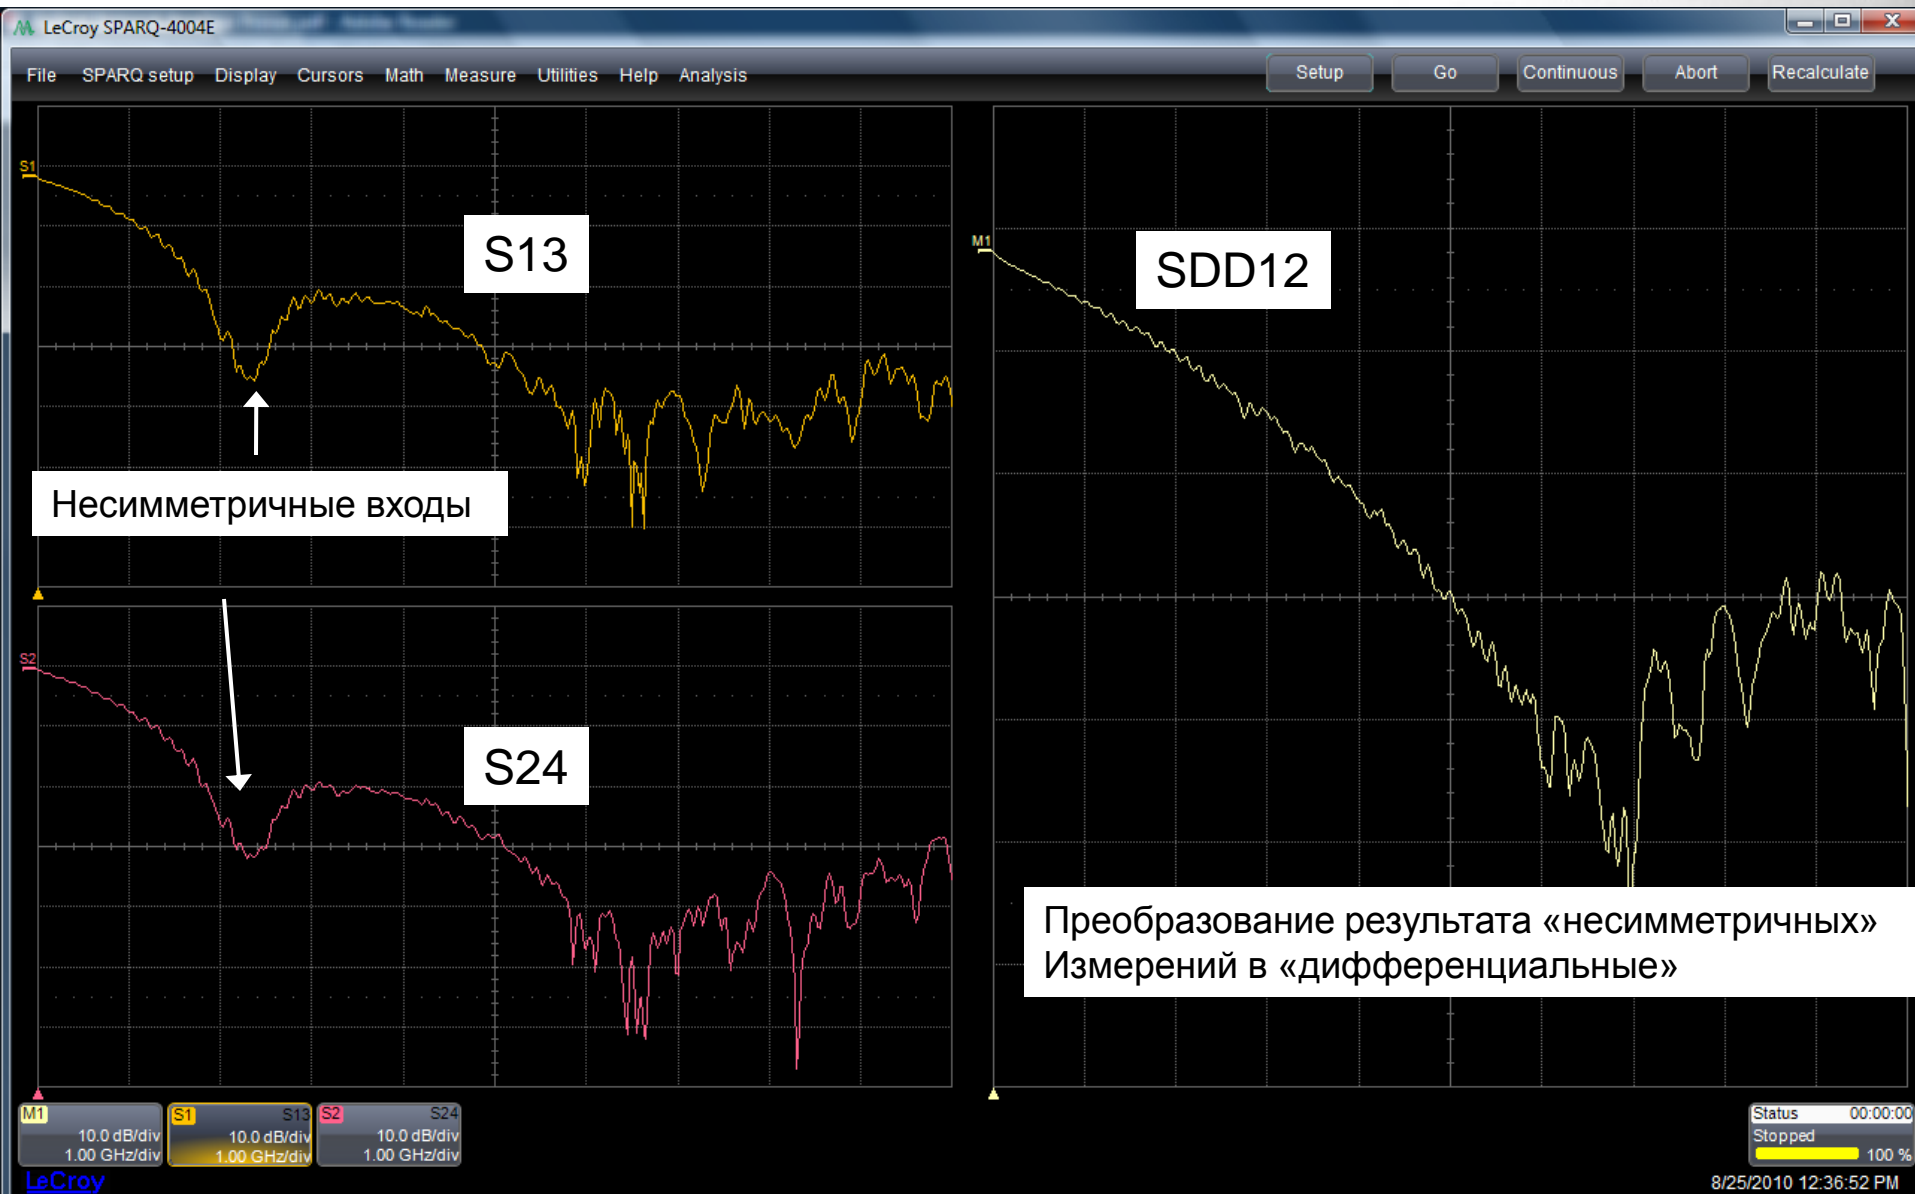 LeCroy SPARQ-4004E
File SPARQ setup Display Cursors Math Measure Utilities Help Analysis
Setup Go Continuous Abort Recalculate
S1
S13
M1
SDD12
Несимметричные входы
S2
S24
Преобразование результата «несимметричных»
Измерений в «дифференциальные»
M1
10.0 dB/div
1.00 GHz/div
S1 S13
10.0 dB/div
1.00 GHz/div
S2 S24
10.0 dB/div
1.00 GHz/div
Status 00:00:00
Stopped
100 %
LeCroy
8/25/2010 12:36:52 PM